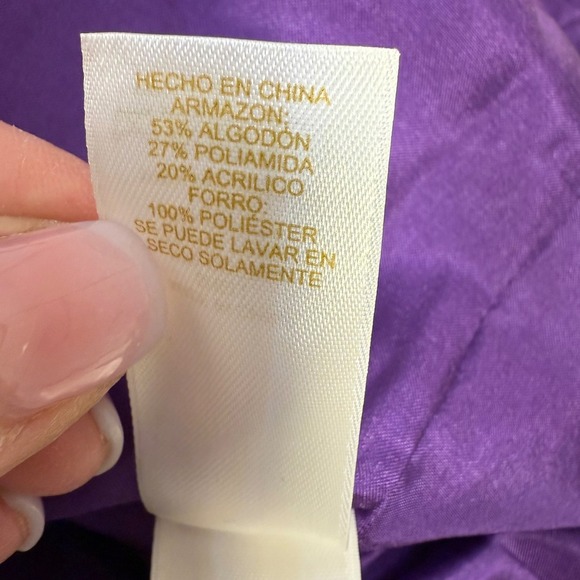 HECHO EN CHINA
ARMAZON:
53% ALGODÓN
27% POLIAMIDA
20% ACRILICO
FORRO:
100% POLIÉSTER
SE PUEDE LAVAR EN
SECO SOLAMENTE